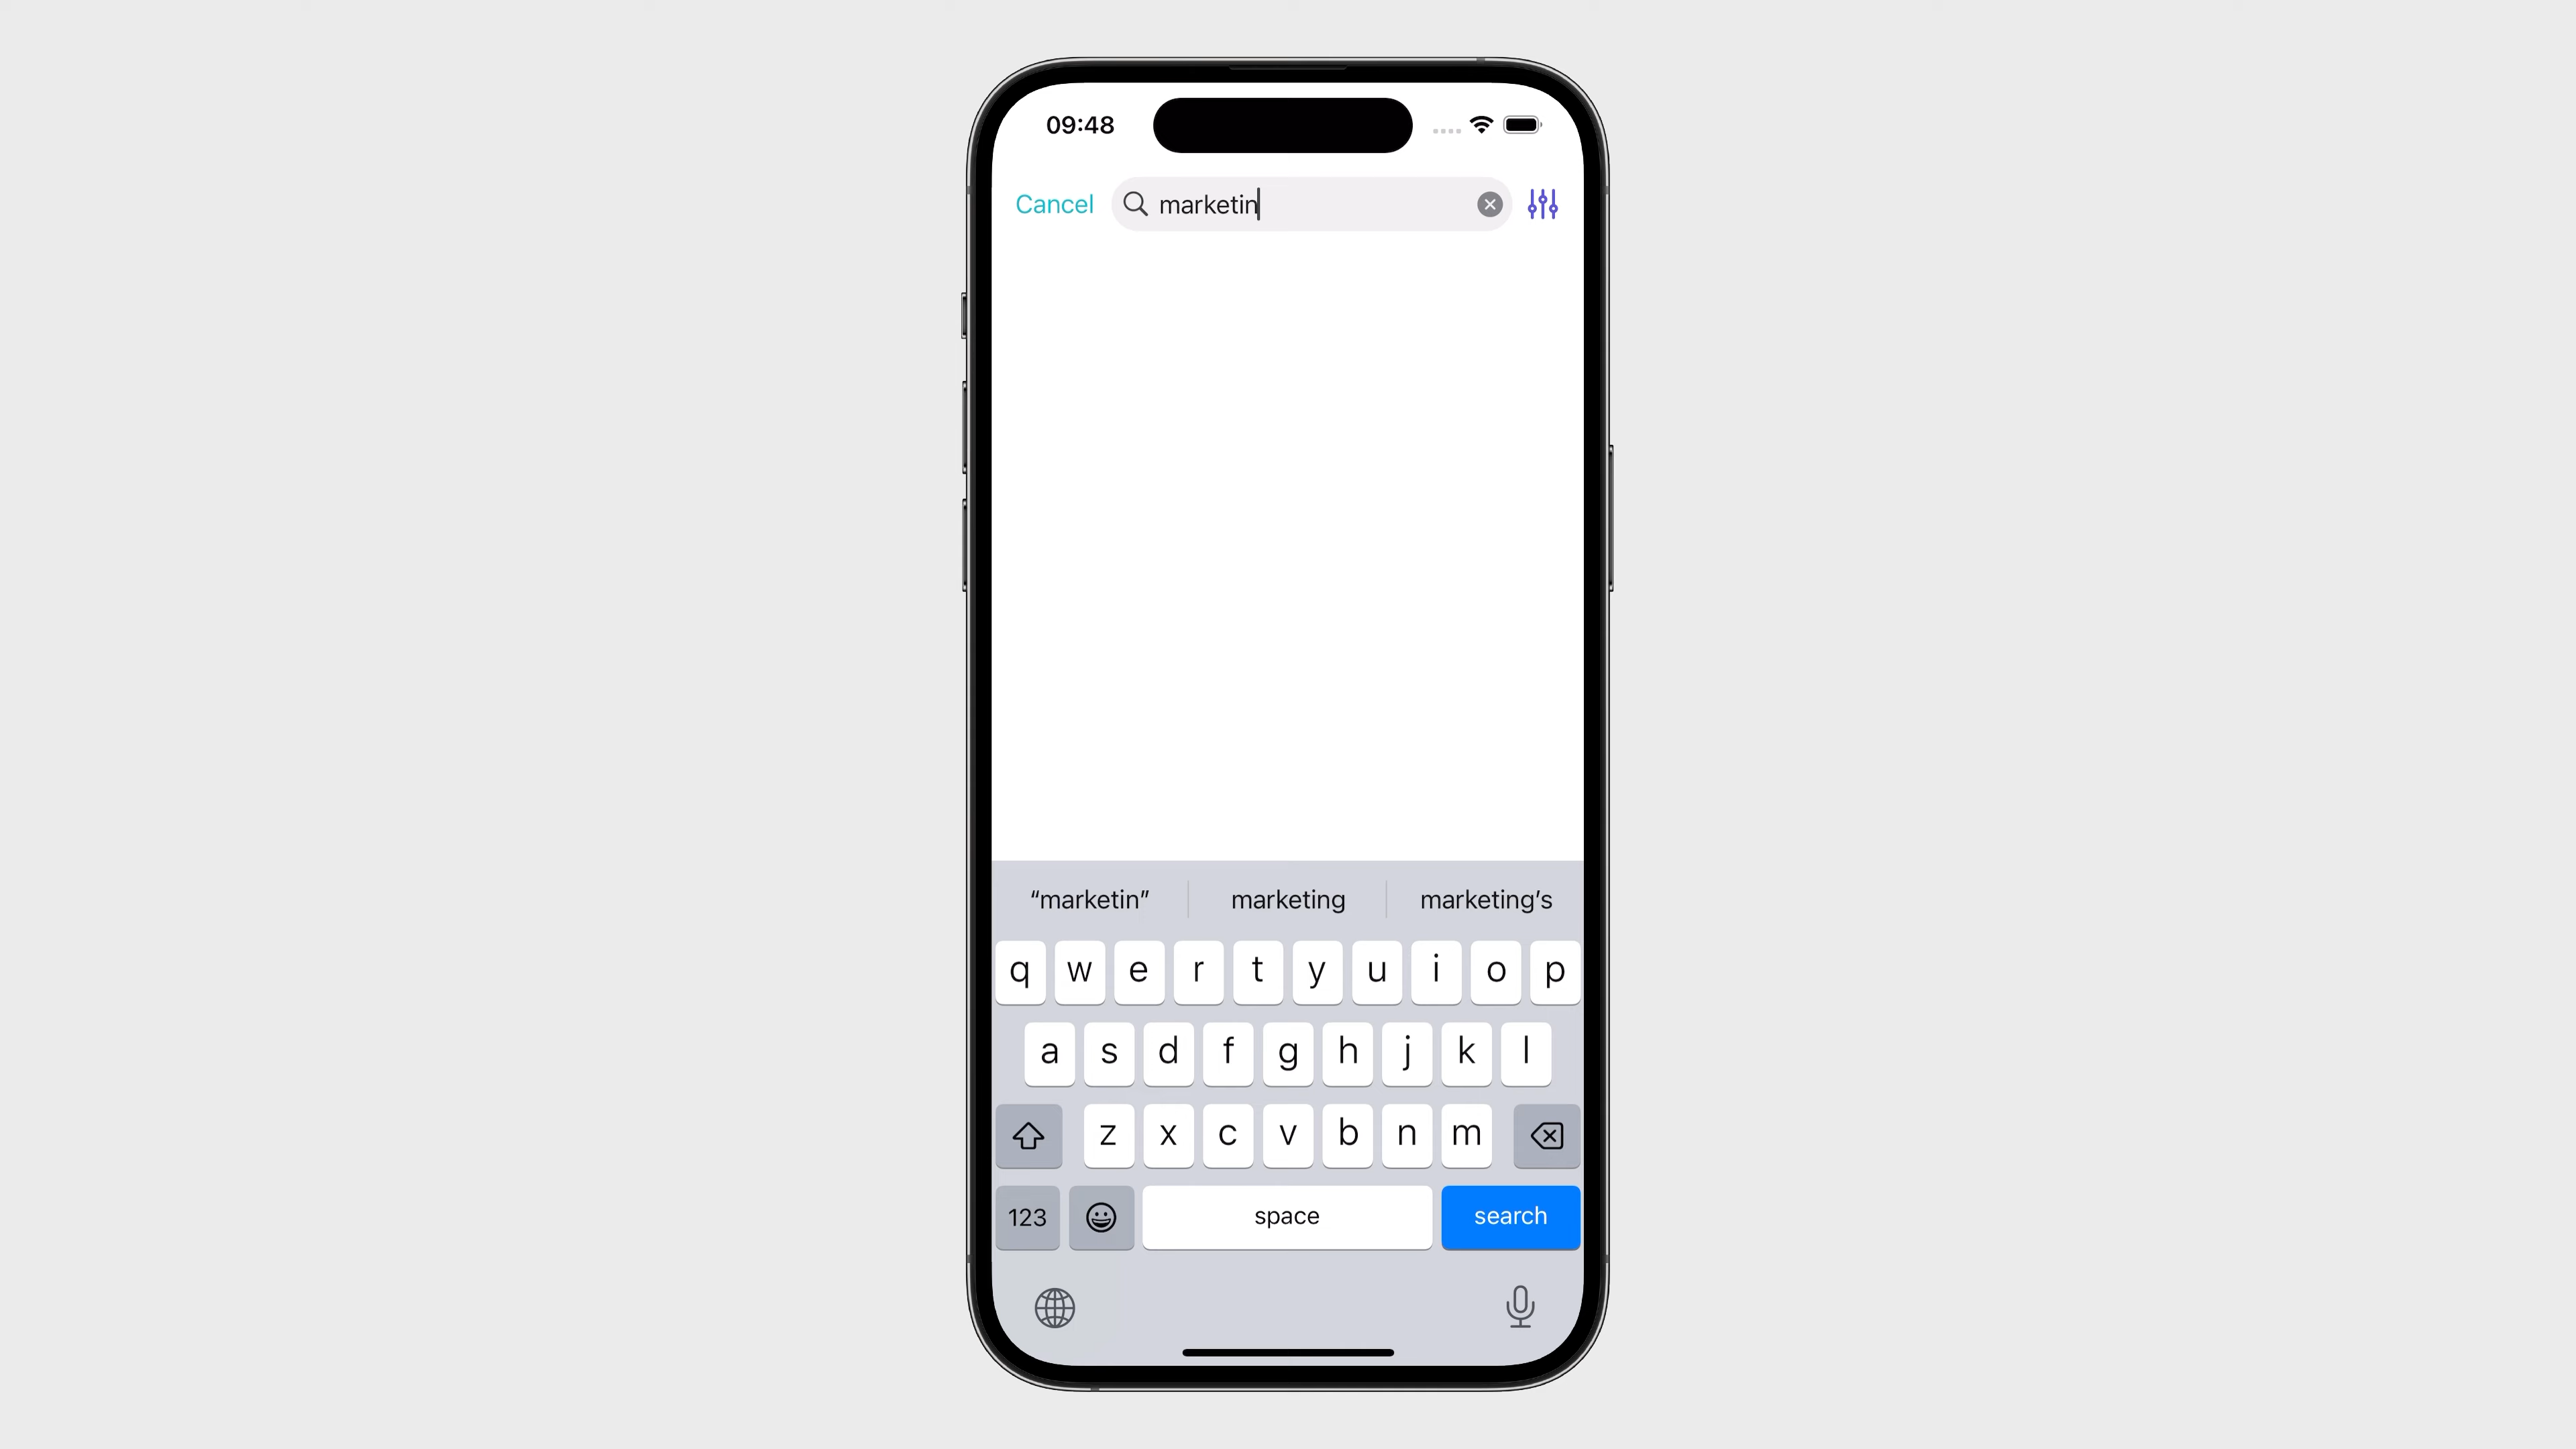 09:48
Cancel marketin
“marketin” marketing marketing’s
q w e r t y u i o p
a s d f g h j k l
z x c v b n m
123 space search